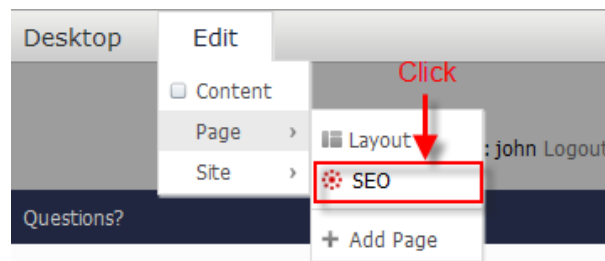 Desktop Edit
Click
Content
Page
Layout
: john Logout
Site
SEO
Questions?
Add Page